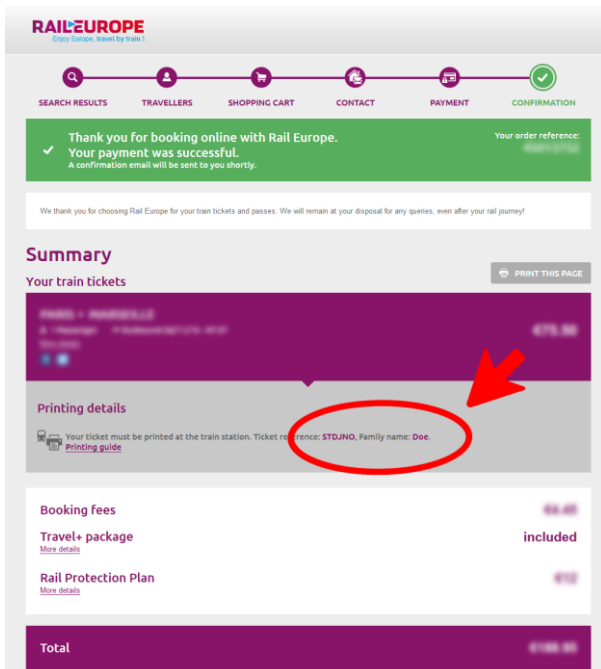 RAIL EUROPE
Enjoy Europe, travel by train !
SEARCH RESULTS TRAVELLERS SHOPPING CART CONTACT PAYMENT CONFIRMATION
Thank you for booking online with Rail Europe.
Your payment was successful.
A confirmation email will be sent to you shortly.
Your order reference:
We thank you for choosing Rail Europe for your train tickets and passes. We will remain at your disposal for any queries, even after your rail journey!
Summary
Your train tickets
PRINT THIS PAGE
Printing details
Your ticket must be printed at the train station. Ticket reference: STDJNO, Family name: Doe.
Printing guide
Booking fees
Travel+ package included
More details
Rail Protection Plan
More details
Total